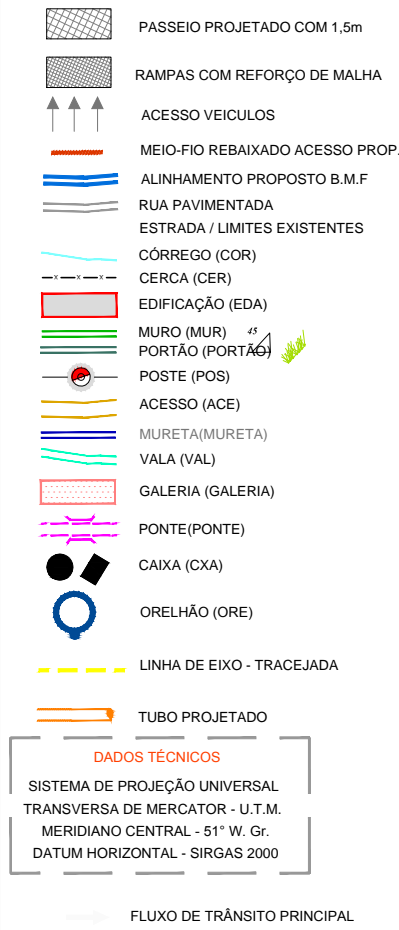 PASSEIO PROJETADO COM 1,5m
RAMPAS COM REFORÇO DE MALHA
ACESSO VEICULOS
MEIO-FIO REBAIXADO ACESSO PROP.
ALINHAMENTO PROPOSTO B.M.F
RUA PAVIMENTADA
ESTRADA / LIMITES EXISTENTES
CÓRREGO (COR)
CERCA (CER)
EDIFICAÇÃO (EDA)
MURO (MUR) 45
PORTÃO (PORTÃO)
POSTE (POS)
ACESSO (ACE)
MURETA(MURETA)
VALA (VAL)
GALERIA (GALERIA)
PONTE(PONTE)
CAIXA (CXA)
ORELHÃO (ORE)
LINHA DE EIXO - TRACEJADA
TUBO PROJETADO
DADOS TÉCNICOS
SISTEMA DE PROJEÇÃO UNIVERSAL
TRANSVERSA DE MERCATOR - U.T.M.
MERIDIANO CENTRAL - 51° W. Gr.
DATUM HORIZONTAL - SIRGAS 2000
FLUXO DE TRÂNSITO PRINCIPAL